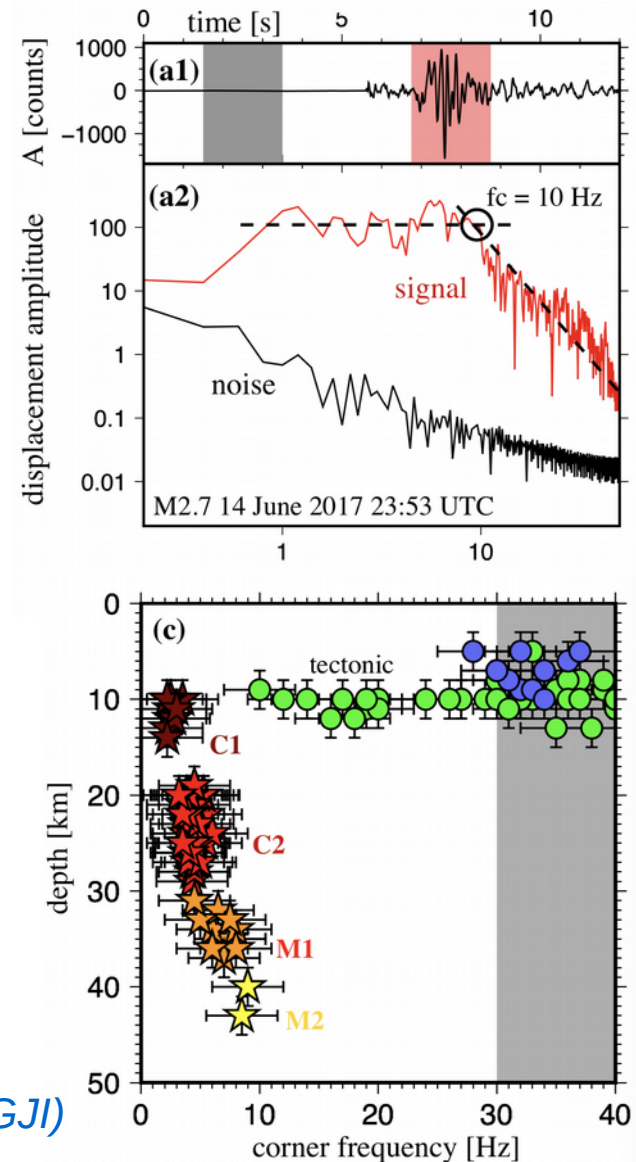 time [s]
0 5 10
A [counts]
1000
0
−1000
(a1)
(a2)
fc = 10 Hz
displacement amplitude
100
10
1
0.1
0.01
signal
noise
M2.7 14 June 2017 23:53 UTC
1 10
(c)
tectonic
depth [km]
0
10
20
30
40
50
C1
C2
M1
M2
0 10 20 30 40
corner frequency [Hz]
GJI)